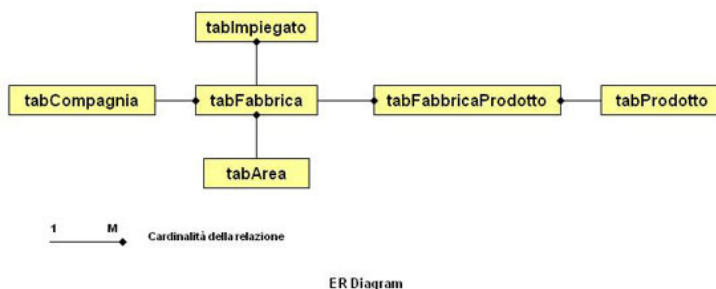 tabImpiegato
tabCompagnia tabFabbrica tabFabbricaProdotto tabProdotto
tabArea
1 M Cardinalità della relazione
ER Diagram